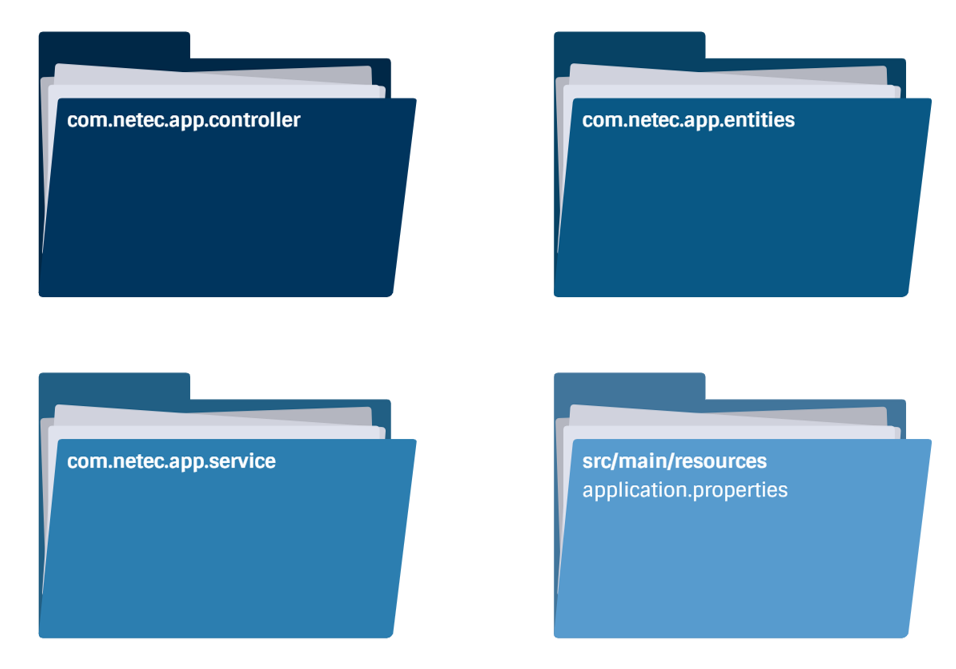 com.netec.app.controller
com.netec.app.entities
com.netec.app.service
src/main/resources
application.properties